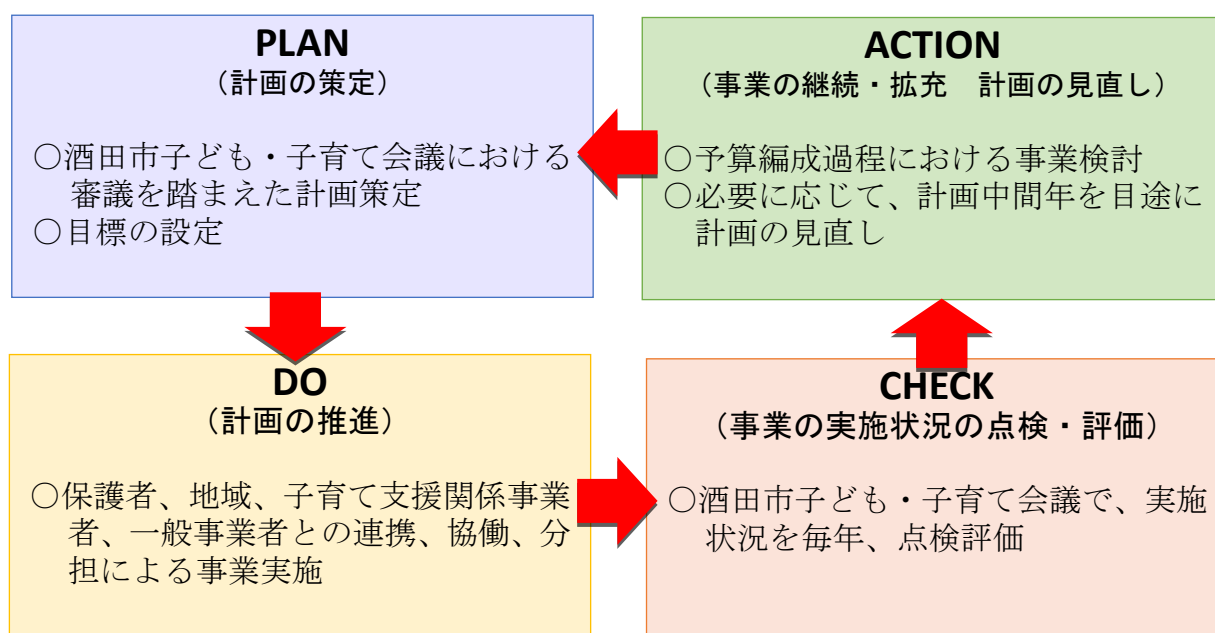 PLAN
（計画の策定）
○酒田市子ども・子育て会議における
審議を踏まえた計画策定
○目標の設定
ACTION
（事業の継続・拡充　計画の見直し）
○予算編成過程における事業検討
○必要に応じて、計画中間年を目途に
計画の見直し
DO
（計画の推進）
○保護者、地域、子育て支援関係事業
者、一般事業者との連携、協働、分
担による事業実施
CHECK
（事業の実施状況の点検・評価）
○酒田市子ども・子育て会議で、実施
状況を毎年、点検評価